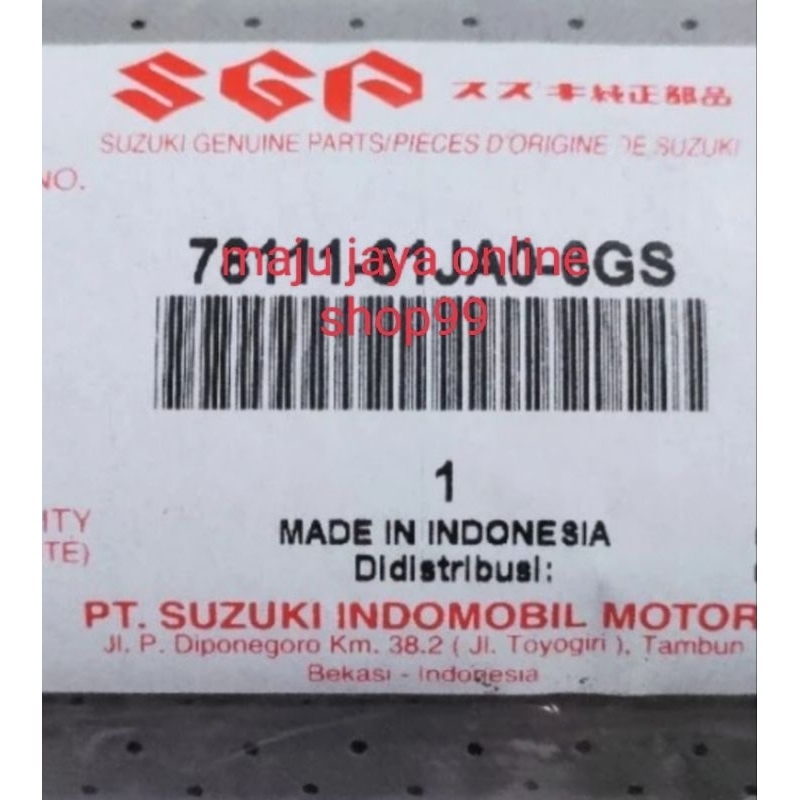 SGP スズキ純正部品
SUZUKI GENUINE PARTS/PIECES D'ORIGINE DE SUZUKI
NO.
maju jaya online
shop99
1
ITY
MADE IN INDONESIA
TE)
Didistribusi:
PT. SUZUKI INDOMOBIL MOTOR
Jl. P. Diponegoro Km. 38.2 ( Jl. Toyogiri ), Tambun
Bekasi - Indonesia